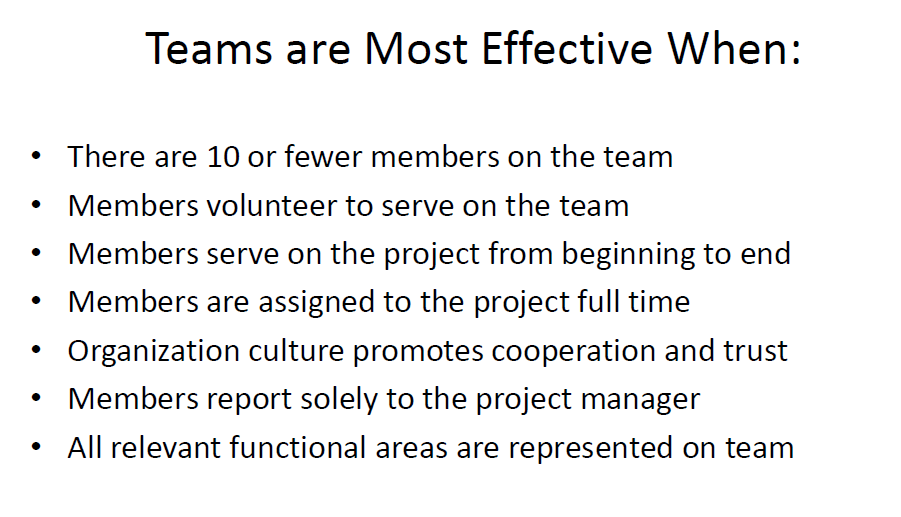 Teams are Most Effective When:
• There are 10 or fewer members on the team
• Members volunteer to serve on the team
• Members serve on the project from beginning to end
• Members are assigned to the project full time
• Organization culture promotes cooperation and trust
• Members report solely to the project manager
• All relevant functional areas are represented on team